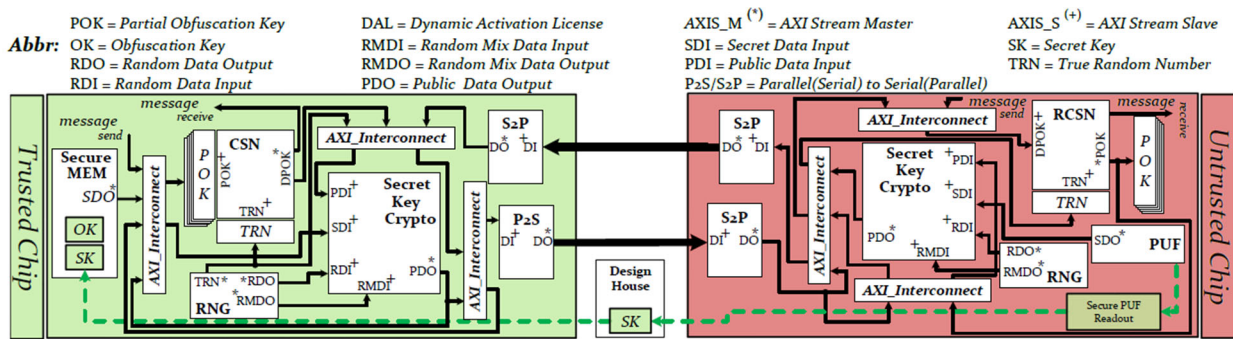 POK = Partial Obfuscation Key
DAL = Dynamic Activation License
AXIS_M (*) = AXI Stream Master
AXIS_S (+) = AXI Stream Slave
Abbr:
OK = Obfuscation Key
RMDI = Random Mix Data Input
SDI = Secret Data Input
SK = Secret Key
RDO = Random Data Output
RMDO = Random Mix Data Output
PDI = Public Data Input
TRN = True Random Number
RDI = Random Data Input
PDO = Public Data Output
P2S/S2P = Parallel(Serial) to Serial(Parallel)
Trusted Chip
message send
message receive
Secure MEM
SDO*
OK
SK
AXI_Interconnect
POK
CSN
POK+
DPOK*
TRN+
TRN
TRN*
*RDO
*RMDO
RNG
AXI_Interconnect
Secret Key Crypto
PDI+
SDI+
RDI+
RMDI+
PDO*
AXI_Interconnect
S2P
DO* +DI
P2S
DI+ DO*
Design House
SK
S2P
DO* +DI
S2P
DI+ DO*
AXI_Interconnect
AXI_Interconnect
Secret Key Crypto
+PDI
+SDI
+RDI
PDO*
+RMDI
AXI_Interconnect
message send
RCSN
DPOK+
*POK
TRN+
TRN
message receive
POK
RDO*
RMDO*
RNG
SDO*
PUF
Secure PUF Readout
Untrusted Chip